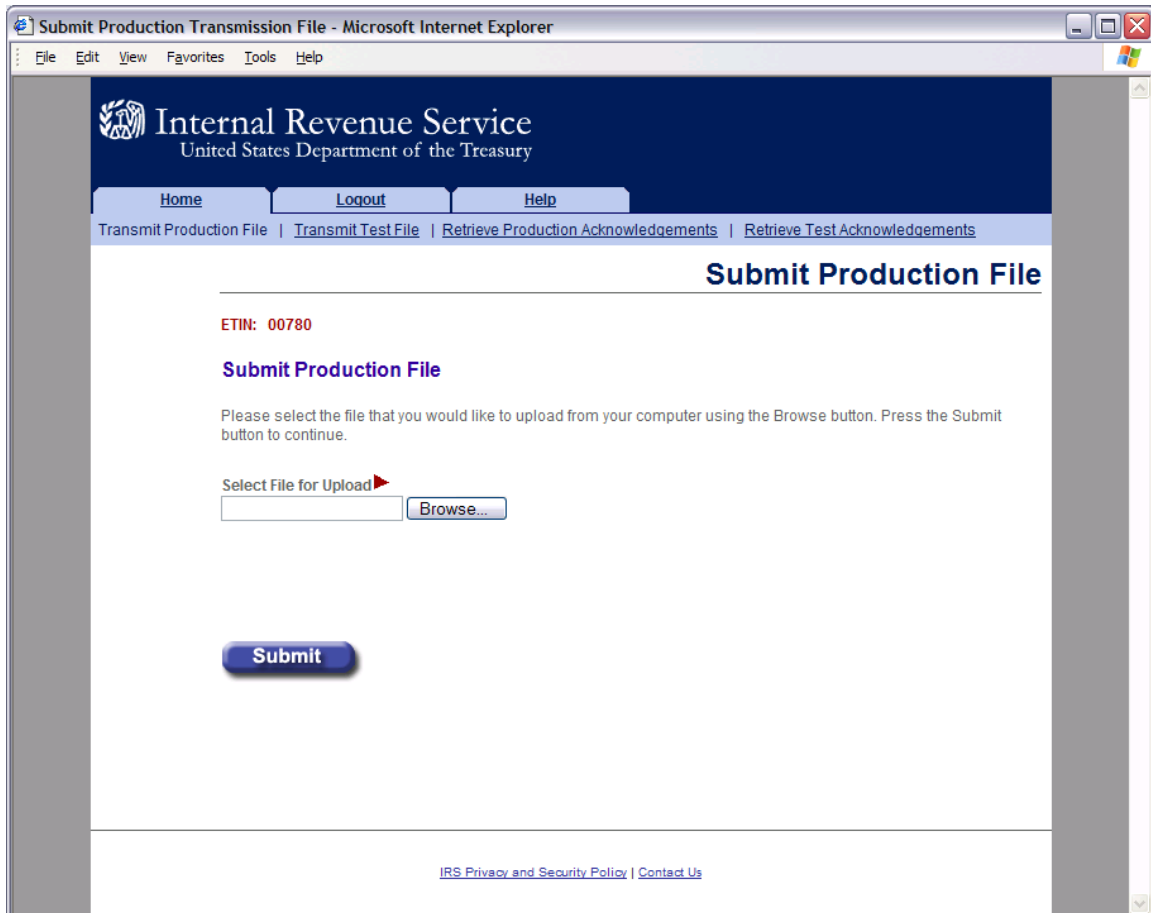 Submit Production Transmission File - Microsoft Internet Explorer
File Edit View Favorites Tools Help
Internal Revenue Service
United States Department of the Treasury
Home Logout Help
Transmit Production File | Transmit Test File | Retrieve Production Acknowledgements | Retrieve Test Acknowledgements
Submit Production File
ETIN: 00780
Submit Production File
Please select the file that you would like to upload from your computer using the Browse button. Press the Submit
button to continue.
Select File for Upload
Browse...
Submit
IRS Privacy and Security Policy | Contact Us